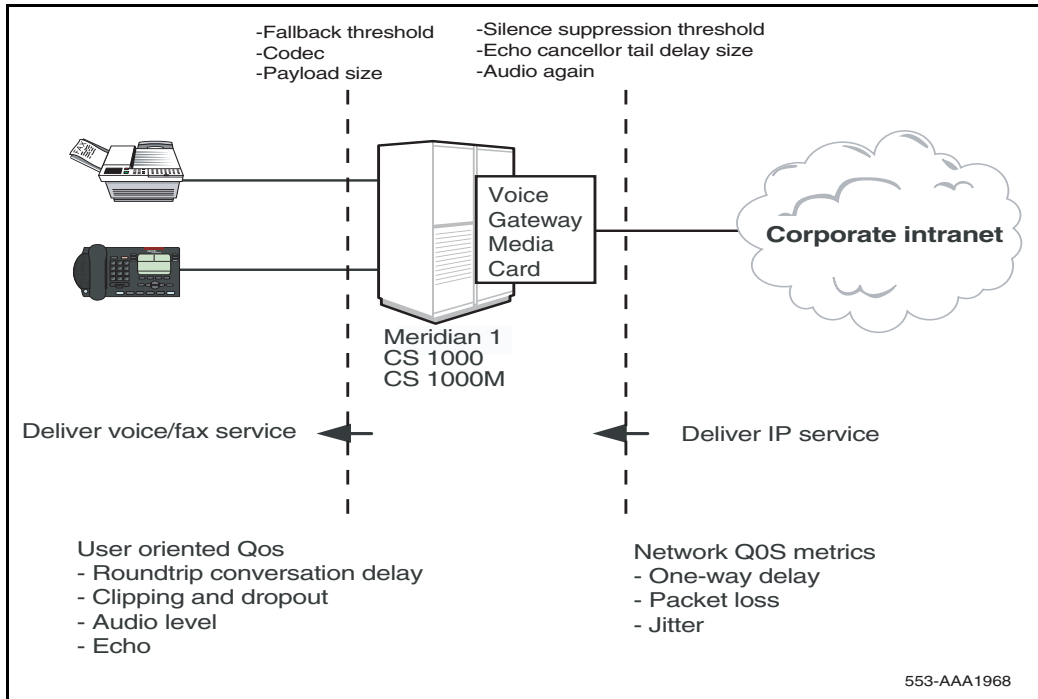 -Fallback threshold
-Codec
-Payload size
-Silence suppression threshold
-Echo cancellor tail delay size
-Audio again
FAX
Voice
Gateway
Media
Card
Corporate intranet
Meridian 1
CS 1000
CS 1000M
Deliver voice/fax service
Deliver IP service
User oriented Qos
- Roundtrip conversation delay
- Clipping and dropout
- Audio level
- Echo
Network Q0S metrics
- One-way delay
- Packet loss
- Jitter
553-AAA1968